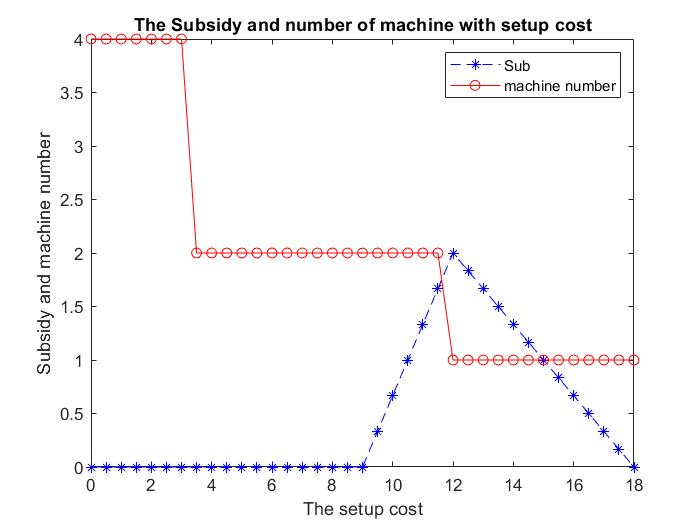 The Subsidy and number of machine with setup cost
Sub
machine number
4
3.5
3
2.5
2
1.5
1
0.5
0
Subsidy and machine number
0 2 4 6 8 10 12 14 16 18
The setup cost